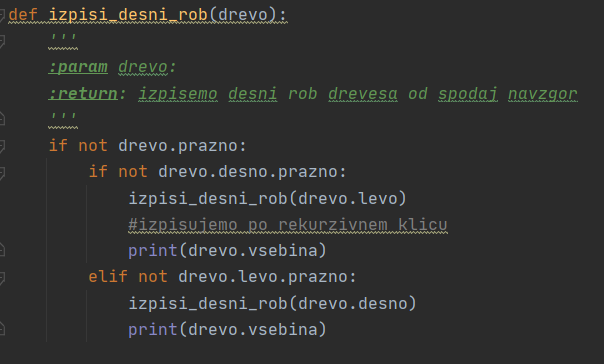 def izpisi_desni_rob(drevo):
    '''
    :param drevo:
    :return: izpisemo desni rob drevesa od spodaj navzgor
    '''
    if not drevo.prazno:
        if not drevo.desno.prazno:
            izpisi_desni_rob(drevo.levo)
            #izpisujemo po rekurzivnem klicu
            print(drevo.vsebina)
        elif not drevo.levo.prazno:
            izpisi_desni_rob(drevo.desno)
            print(drevo.vsebina)